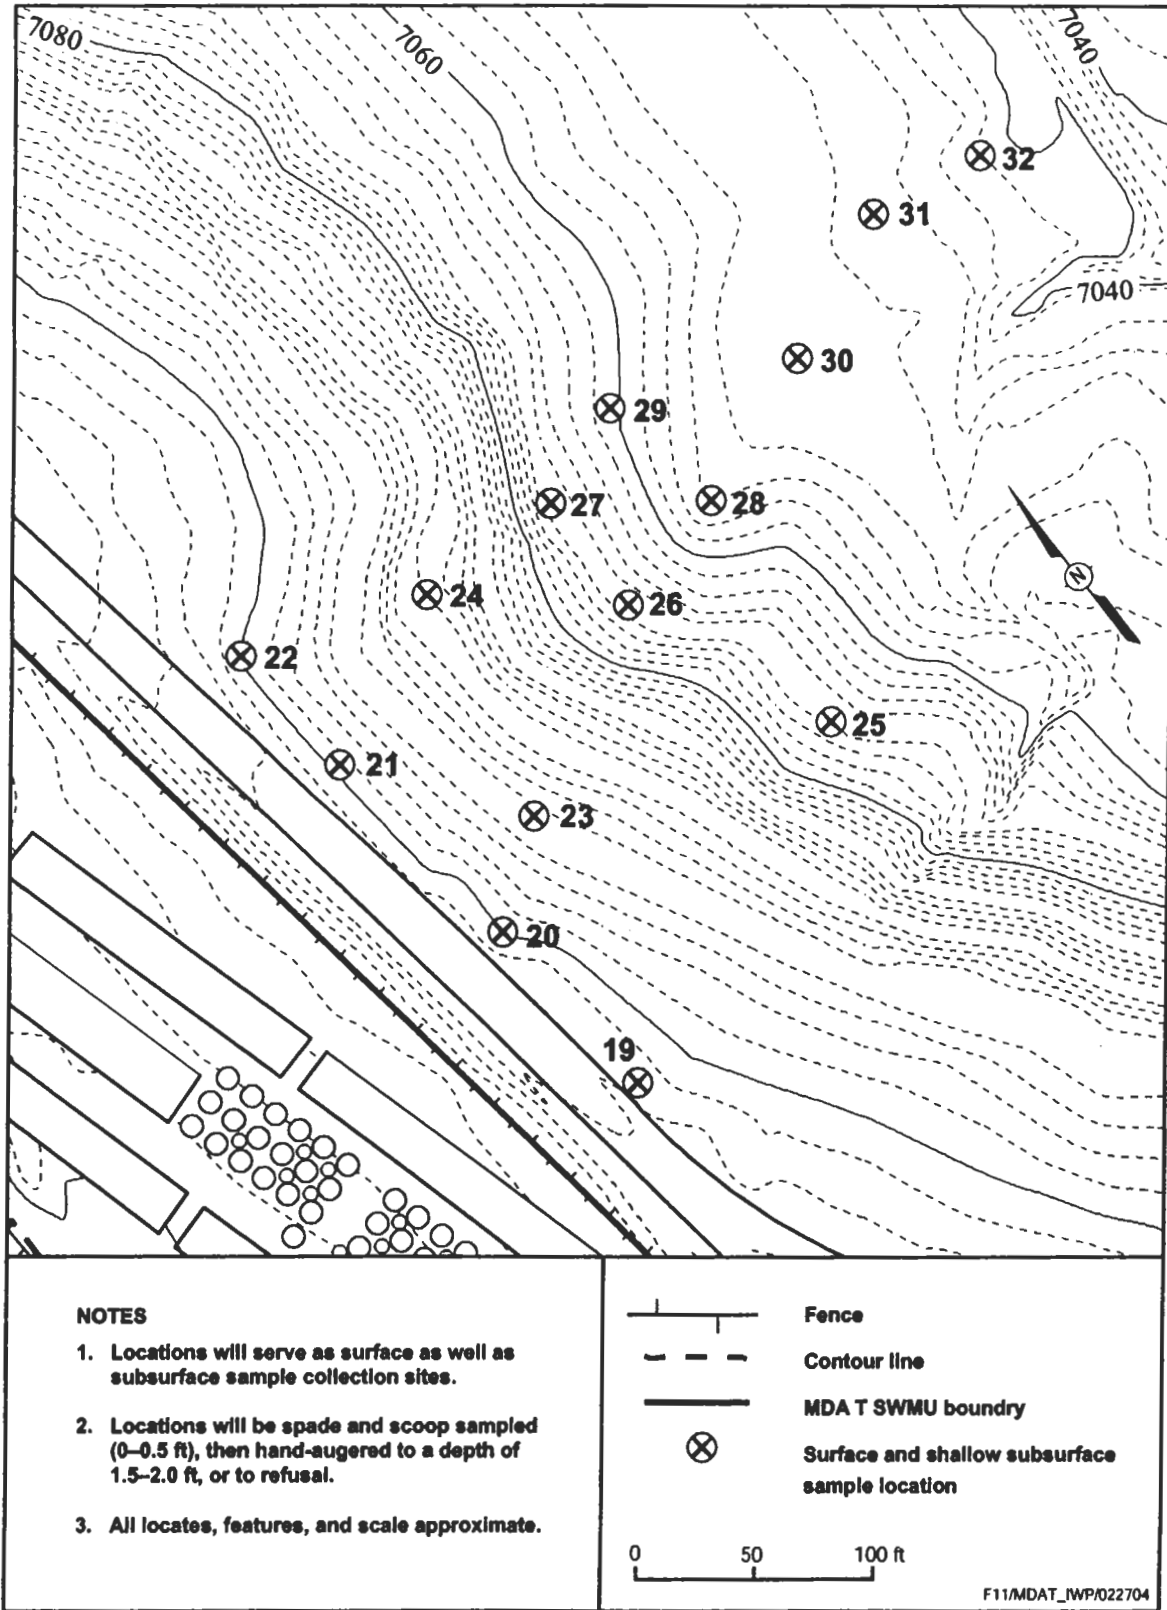 7080
7060
7040
32
31
7040
30
29
27
28
24
26
22
25
21
23
20
19
N
NOTES
1. Locations will serve as surface as well as
subsurface sample collection sites.
2. Locations will be spade and scoop sampled
(0–0.5 ft), then hand-augered to a depth of
1.5–2.0 ft, or to refusal.
3. All locates, features, and scale approximate.
Fence
Contour line
MDA T SWMU boundry
Surface and shallow subsurface
sample location
0 50 100 ft
F11/MDAT_IWP/022704